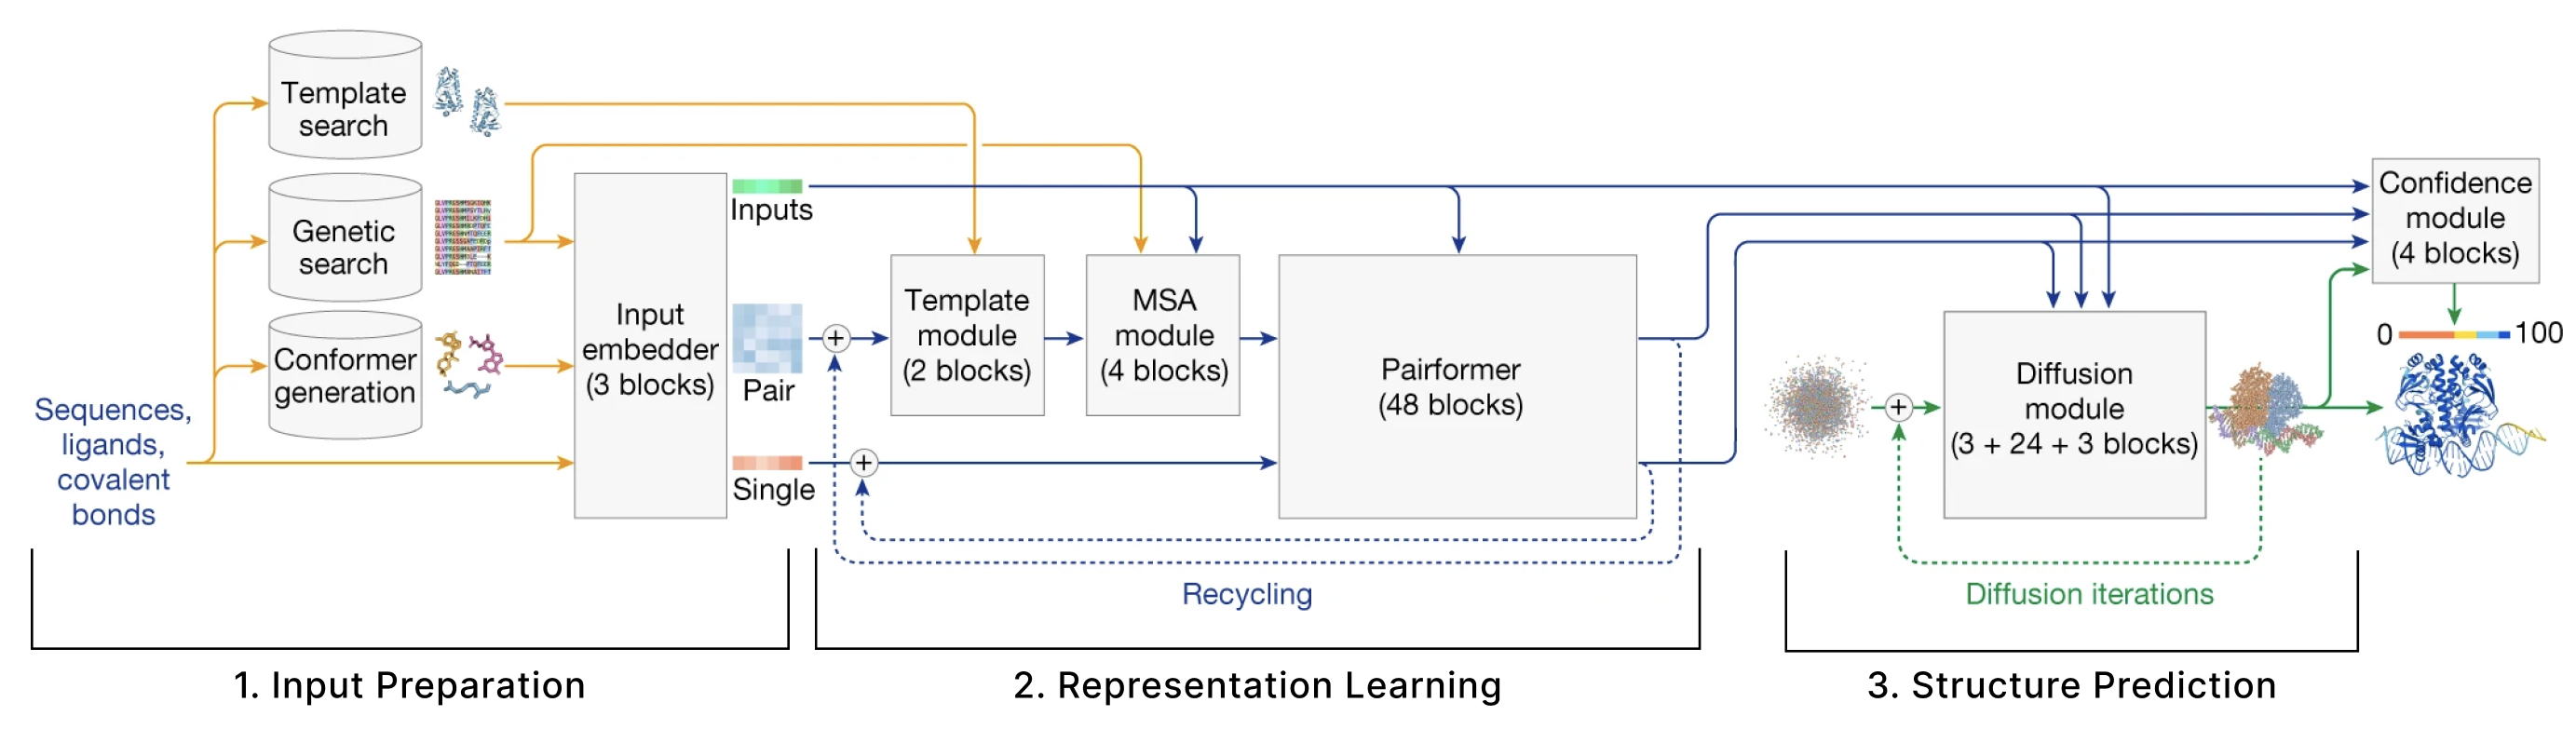 Template
search
Genetic
search
Conformer
generation
Sequences,
ligands,
covalent
bonds
Input
embedder
(3 blocks)
Inputs
Pair
Single
Template
module
(2 blocks)
MSA
module
(4 blocks)
Pairformer
(48 blocks)
Recycling
Diffusion
module
(3 + 24 + 3 blocks)
Diffusion iterations
Confidence
module
(4 blocks)
0
100
1. Input Preparation
2. Representation Learning
3. Structure Prediction